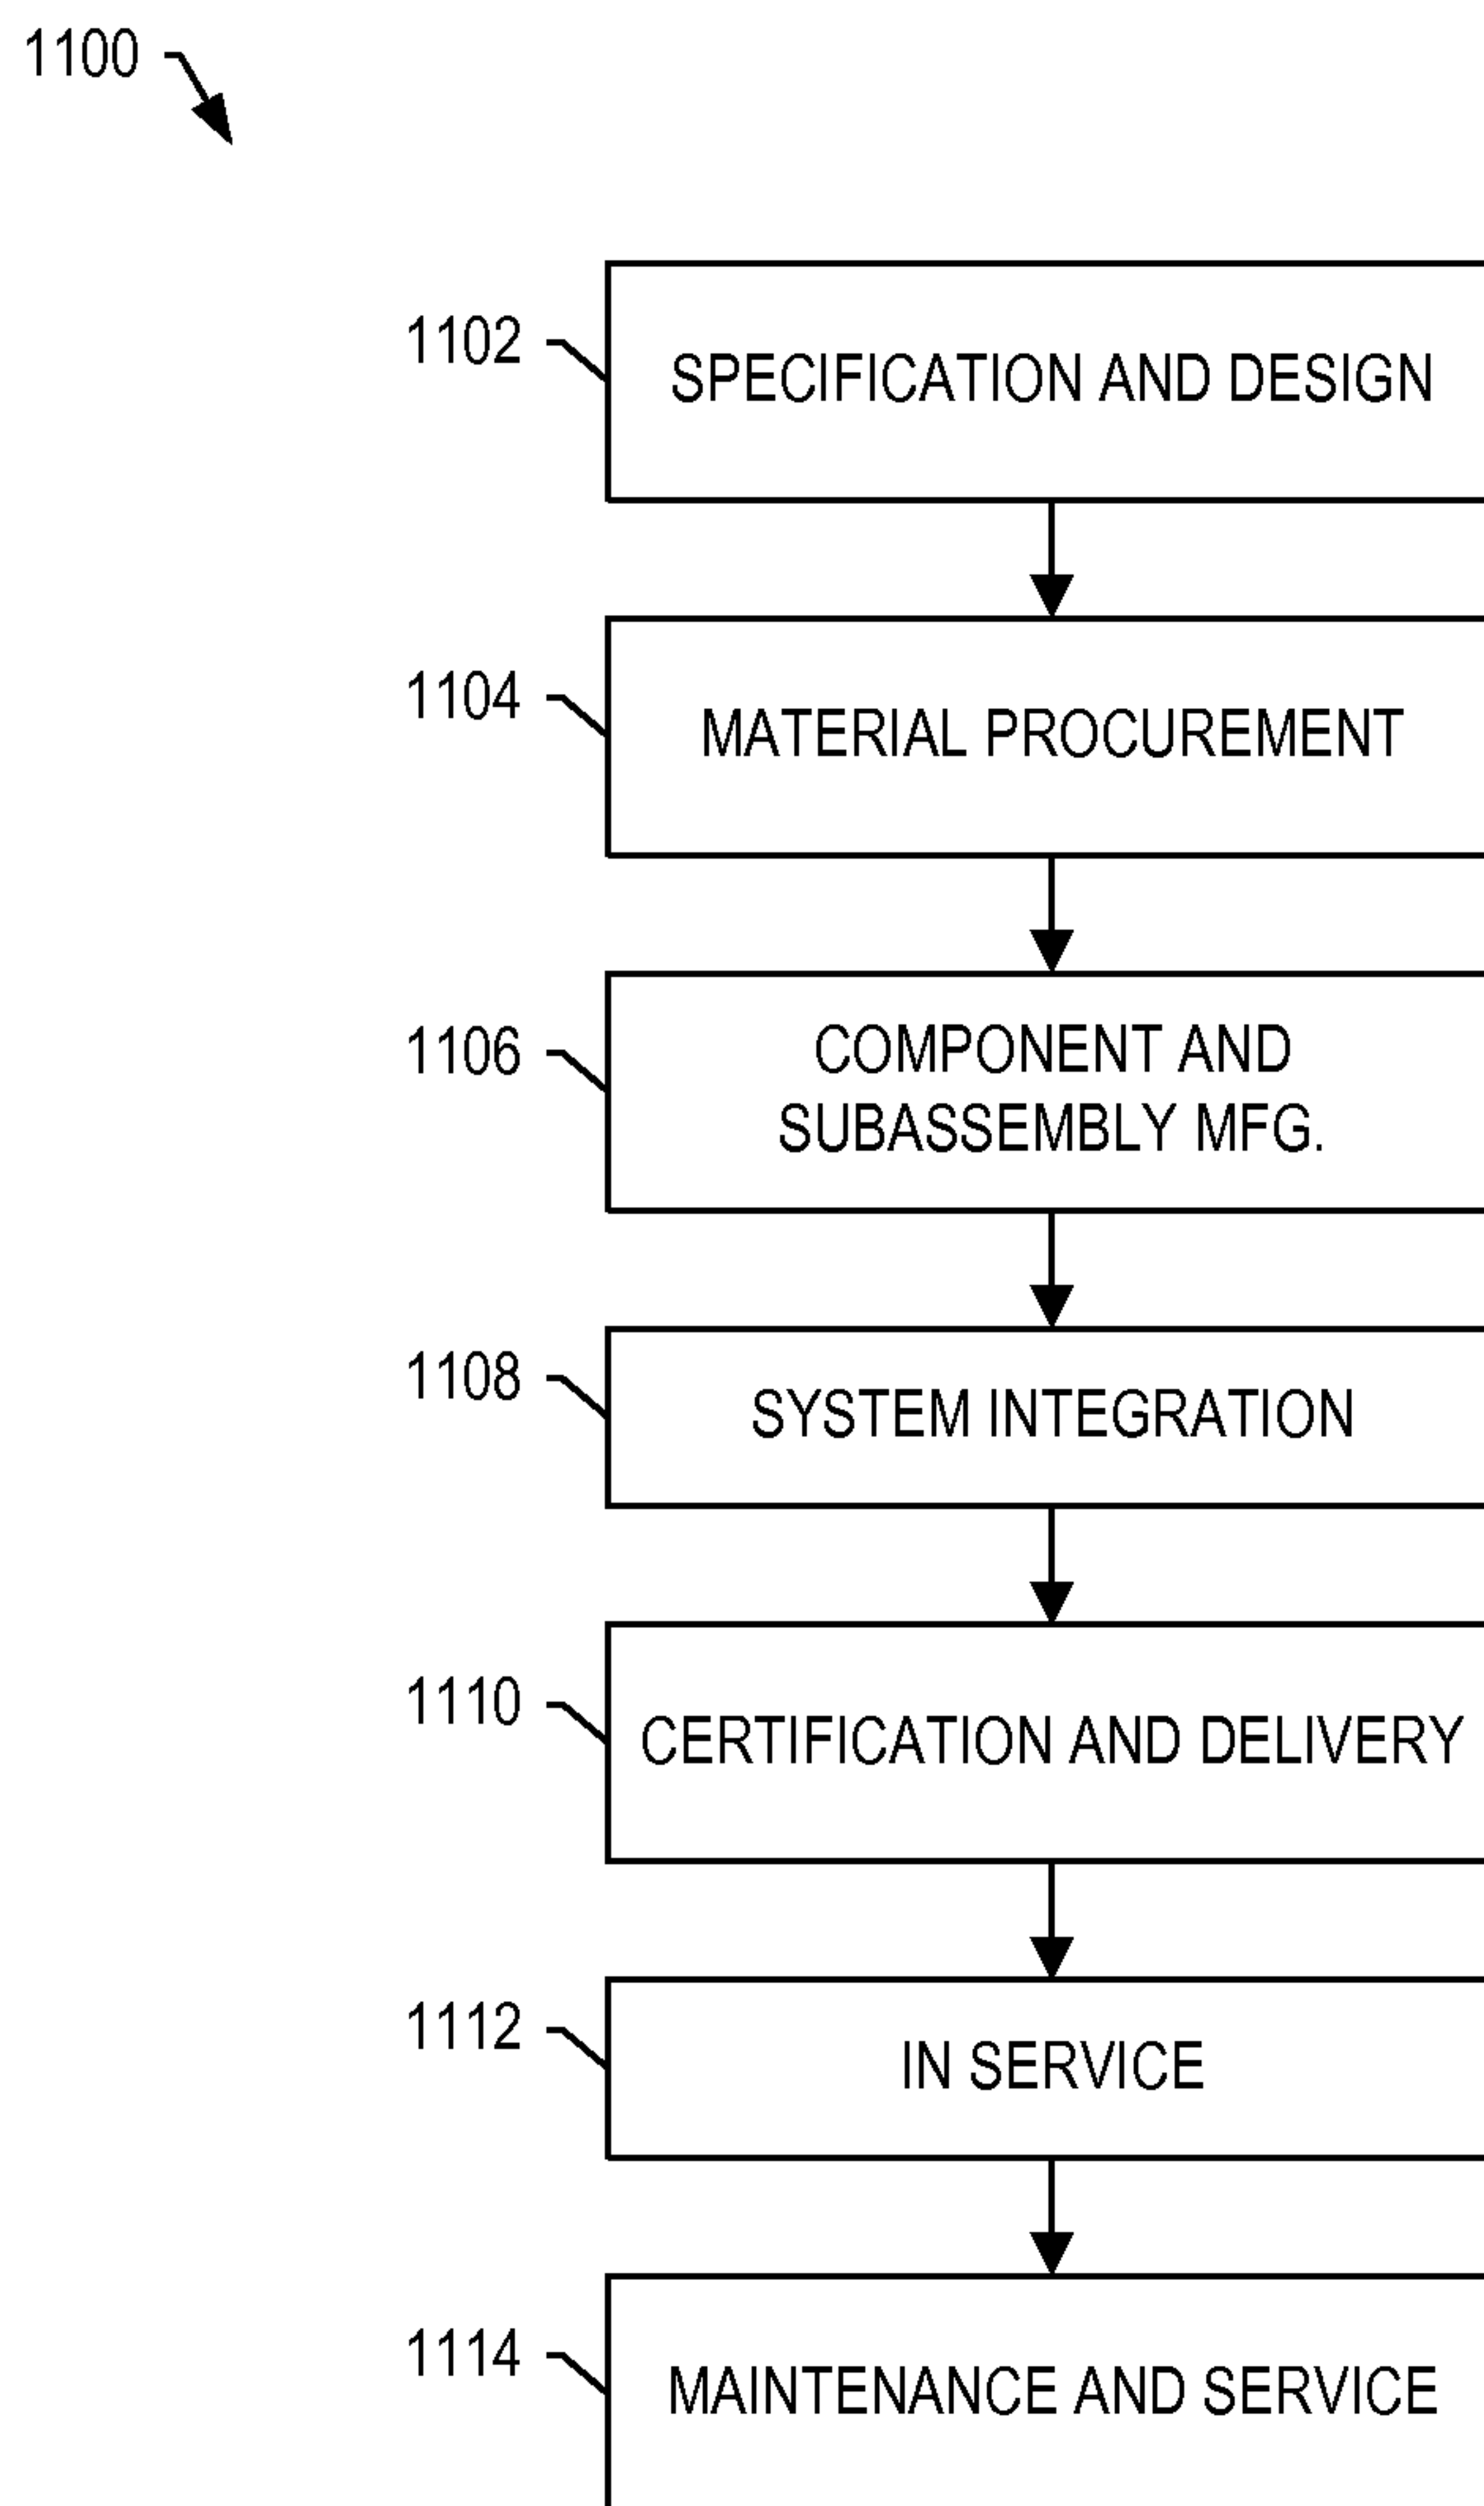 1100
1102
SPECIFICATION AND DESIGN
1104
MATERIAL PROCUREMENT
1106
COMPONENT AND
SUBASSEMBLY MFG.
1108
SYSTEM INTEGRATION
1110
CERTIFICATION AND DELIVERY
1112
IN SERVICE
1114
MAINTENANCE AND SERVICE